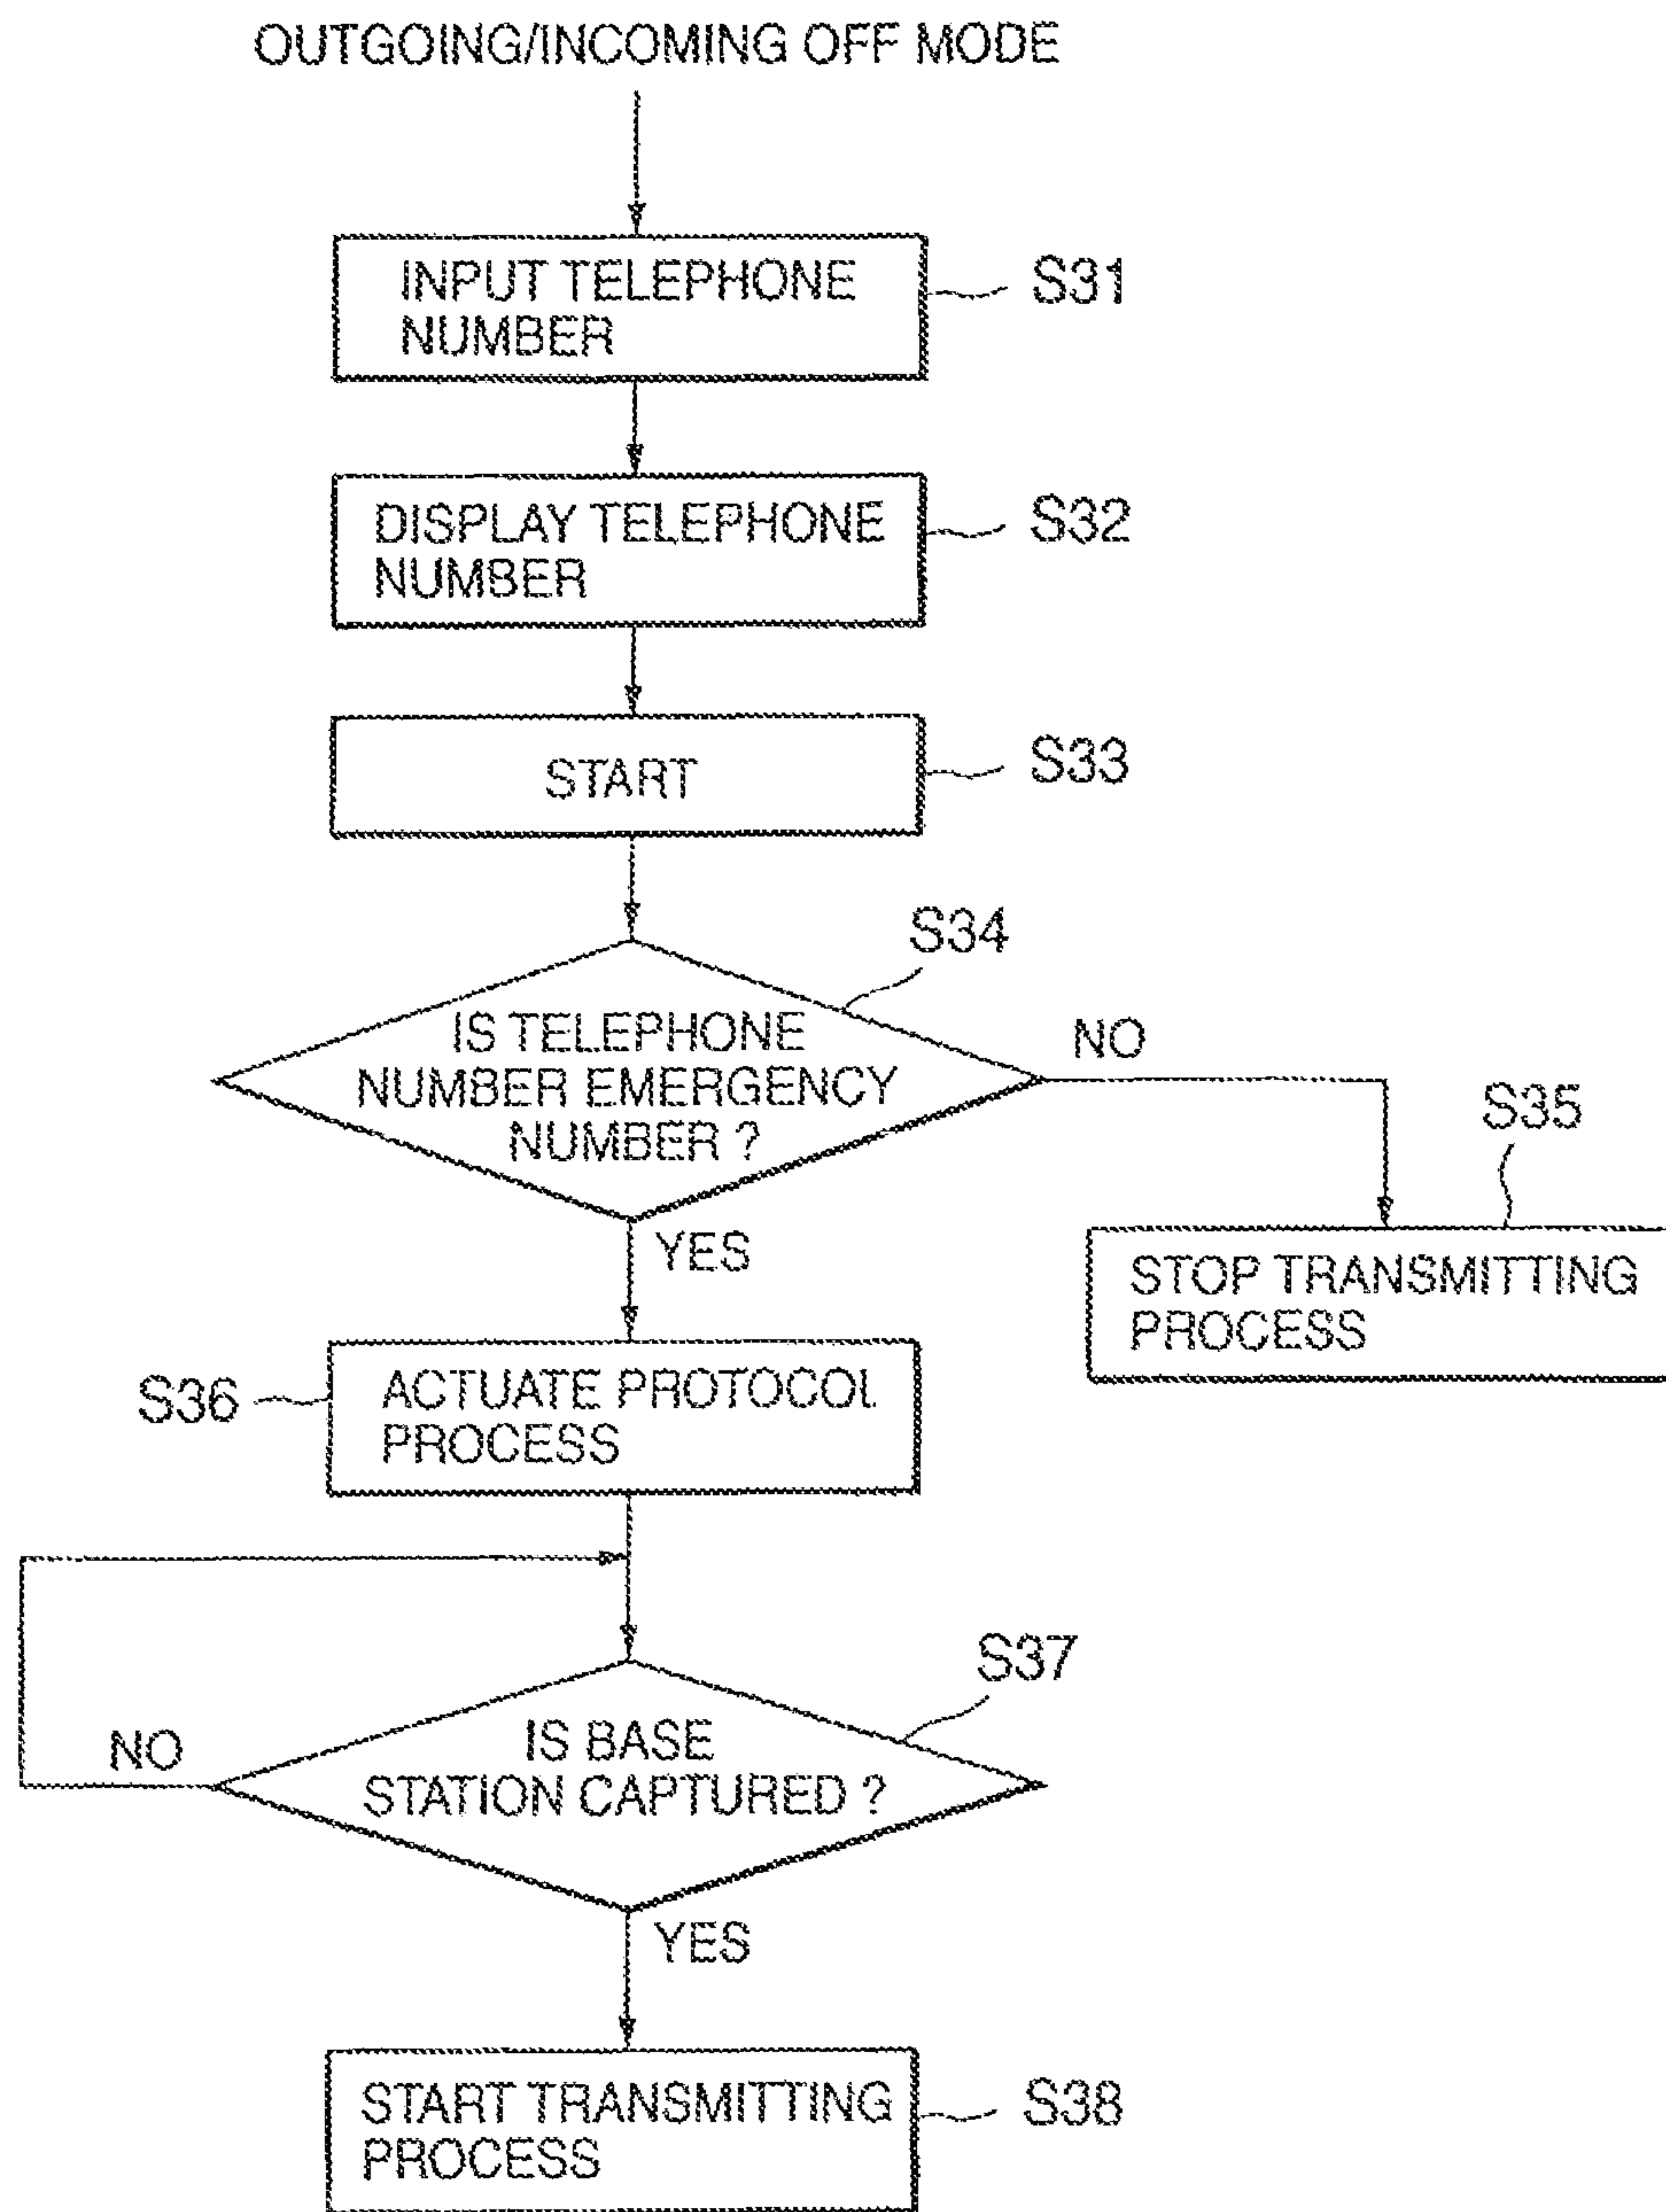 OUTGOING/INCOMING OFF MODE
INPUT TELEPHONE
NUMBER
S31
DISPLAY TELEPHONE
NUMBER
S32
START
S33
S34
IS TELEPHONE
NUMBER EMERGENCY
NUMBER ?
NO
S35
YES
STOP TRANSMITTING
PROCESS
S36
ACTUATE PROTOCOL
PROCESS
S37
IS BASE
STATION CAPTURED ?
NO
YES
START TRANSMITTING
PROCESS
S38